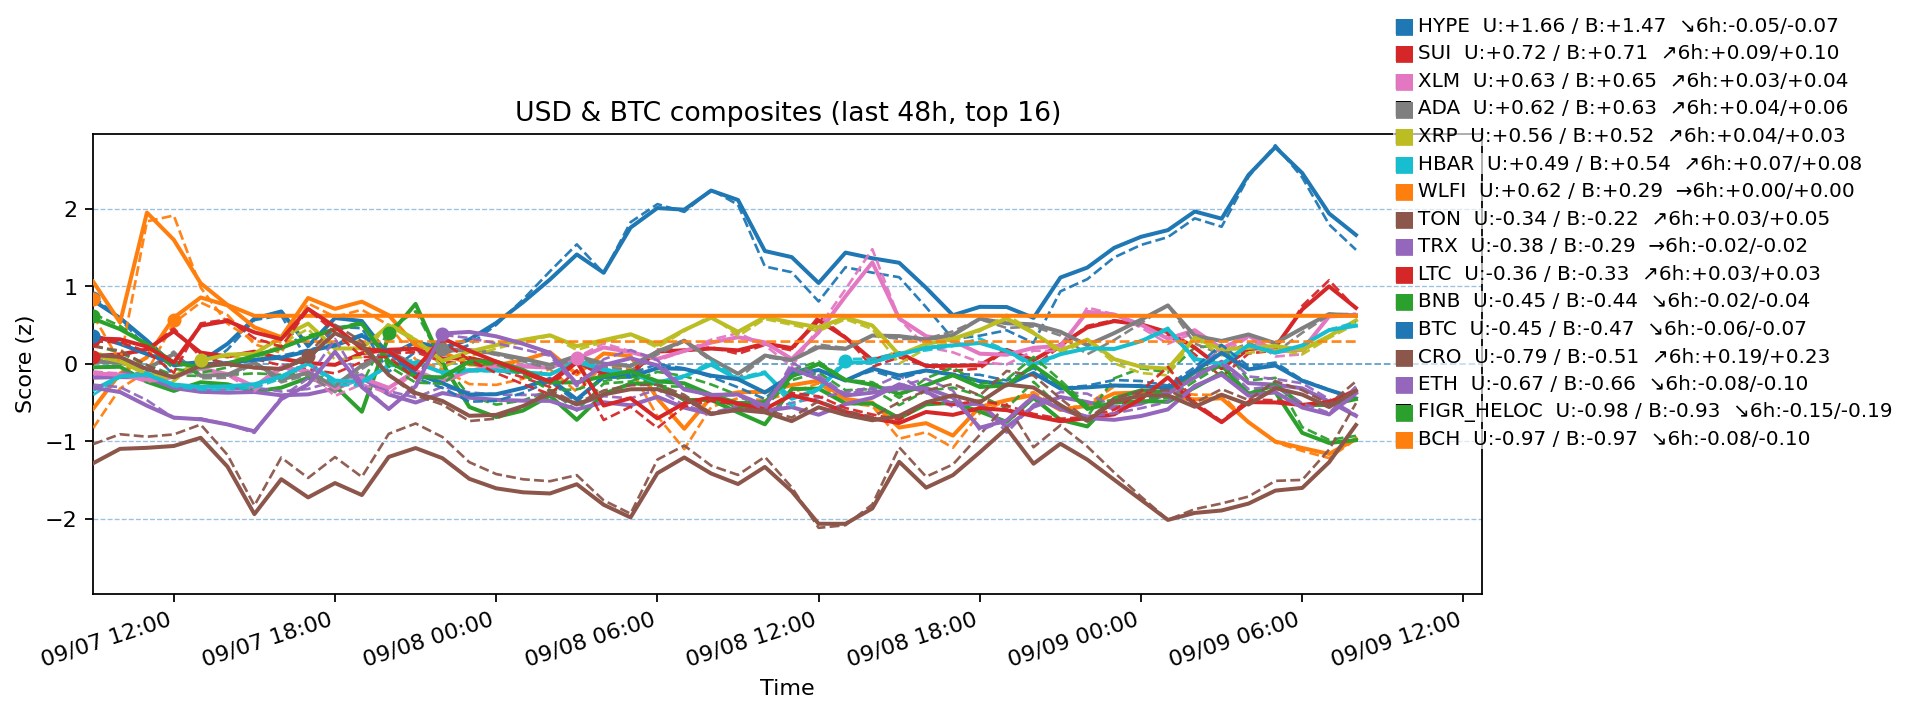 HYPE  U:+1.66 / B:+1.47  ↘6h:-0.05/-0.07
SUI  U:+0.72 / B:+0.71  ↗6h:+0.09/+0.10
XLM  U:+0.63 / B:+0.65  ↗6h:+0.03/+0.04
ADA  U:+0.62 / B:+0.63  ↗6h:+0.04/+0.06
XRP  U:+0.56 / B:+0.52  ↗6h:+0.04/+0.03
HBAR  U:+0.49 / B:+0.54  ↗6h:+0.07/+0.08
WLFI  U:+0.62 / B:+0.29  →6h:+0.00/+0.00
TON  U:-0.34 / B:-0.22  ↗6h:+0.03/+0.05
TRX  U:-0.38 / B:-0.29  →6h:-0.02/-0.02
LTC  U:-0.36 / B:-0.33  ↗6h:+0.03/+0.03
BNB  U:-0.45 / B:-0.44  ↘6h:-0.02/-0.04
BTC  U:-0.45 / B:-0.47  ↘6h:-0.06/-0.07
CRO  U:-0.79 / B:-0.51  ↗6h:+0.19/+0.23
ETH  U:-0.67 / B:-0.66  ↘6h:-0.08/-0.10
FIGR_HELOC  U:-0.98 / B:-0.93  ↘6h:-0.15/-0.19
BCH  U:-0.97 / B:-0.97  ↘6h:-0.08/-0.10
USD & BTC composites (last 48h, top 16)
Score (z)
2
1
0
−1
−2
09/07 12:00
09/07 18:00
09/08 00:00
09/08 06:00
09/08 12:00
09/08 18:00
09/09 00:00
09/09 06:00
09/09 12:00
Time